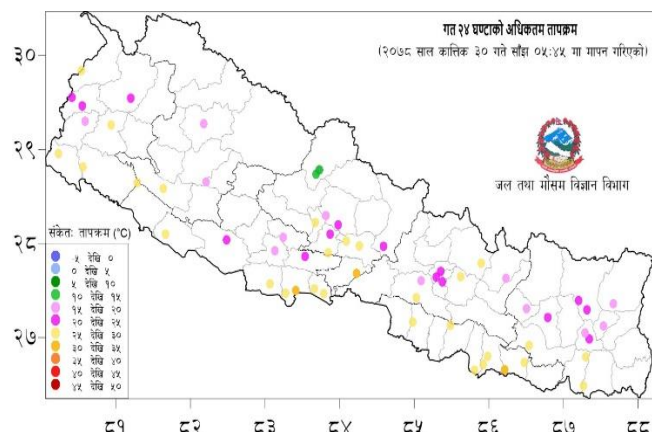 गत २४ घण्टाको अधिकतम तापक्रम
(२०७८ साल कात्तिक ३० गते साँझ ०५:४५ मा मापन गरिएको)
३०
२९
जल तथा मौसम विज्ञान विभाग
संकेतः तापक्रम (°C)
२८
-५ देखि ०
० देखि ५
५ देखि १०
१० देखि १५
१५ देखि २०
२० देखि २५
२५ देखि ३०
३० देखि ३५
३५ देखि ४०
४० देखि ४५
४५ देखि ५०
२७
८१ ८२ ८३ ८४ ८५ ८६ ८७ ८८